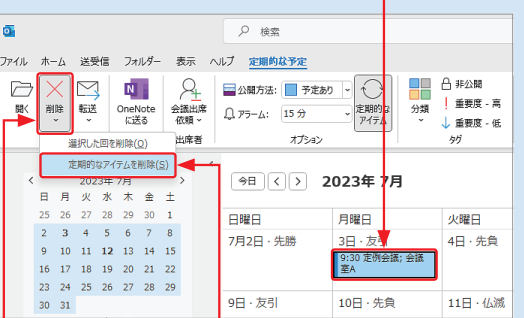 検索
ファイル ホーム 送受信 フォルダー 表示 ヘルプ 定期的な予定
開く 削除 転送 OneNote に送る 会議出席依頼 公開方法: 予定あり アラーム: 15 分 定期的なアイテム 分類 非公開 重要度 - 高 重要度 - 低
出席者 オプション タグ
選択した回を削除(O)
定期的なアイテムを削除(S)
2023年 7月
日 月 火 水 木 金 土
25 26 27 28 29 30 1
2 3 4 5 6 7 8
9 10 11 12 13 14 15
16 17 18 19 20 21 22
23 24 25 26 27 28 29
30 31
今日 < > 2023年 7月
日曜日 月曜日 火曜日
7月2日・先勝 3日・友引 4日・先負
9:30 定例会議; 会議
室A
9日・友引 10日・先負 11日・仏滅